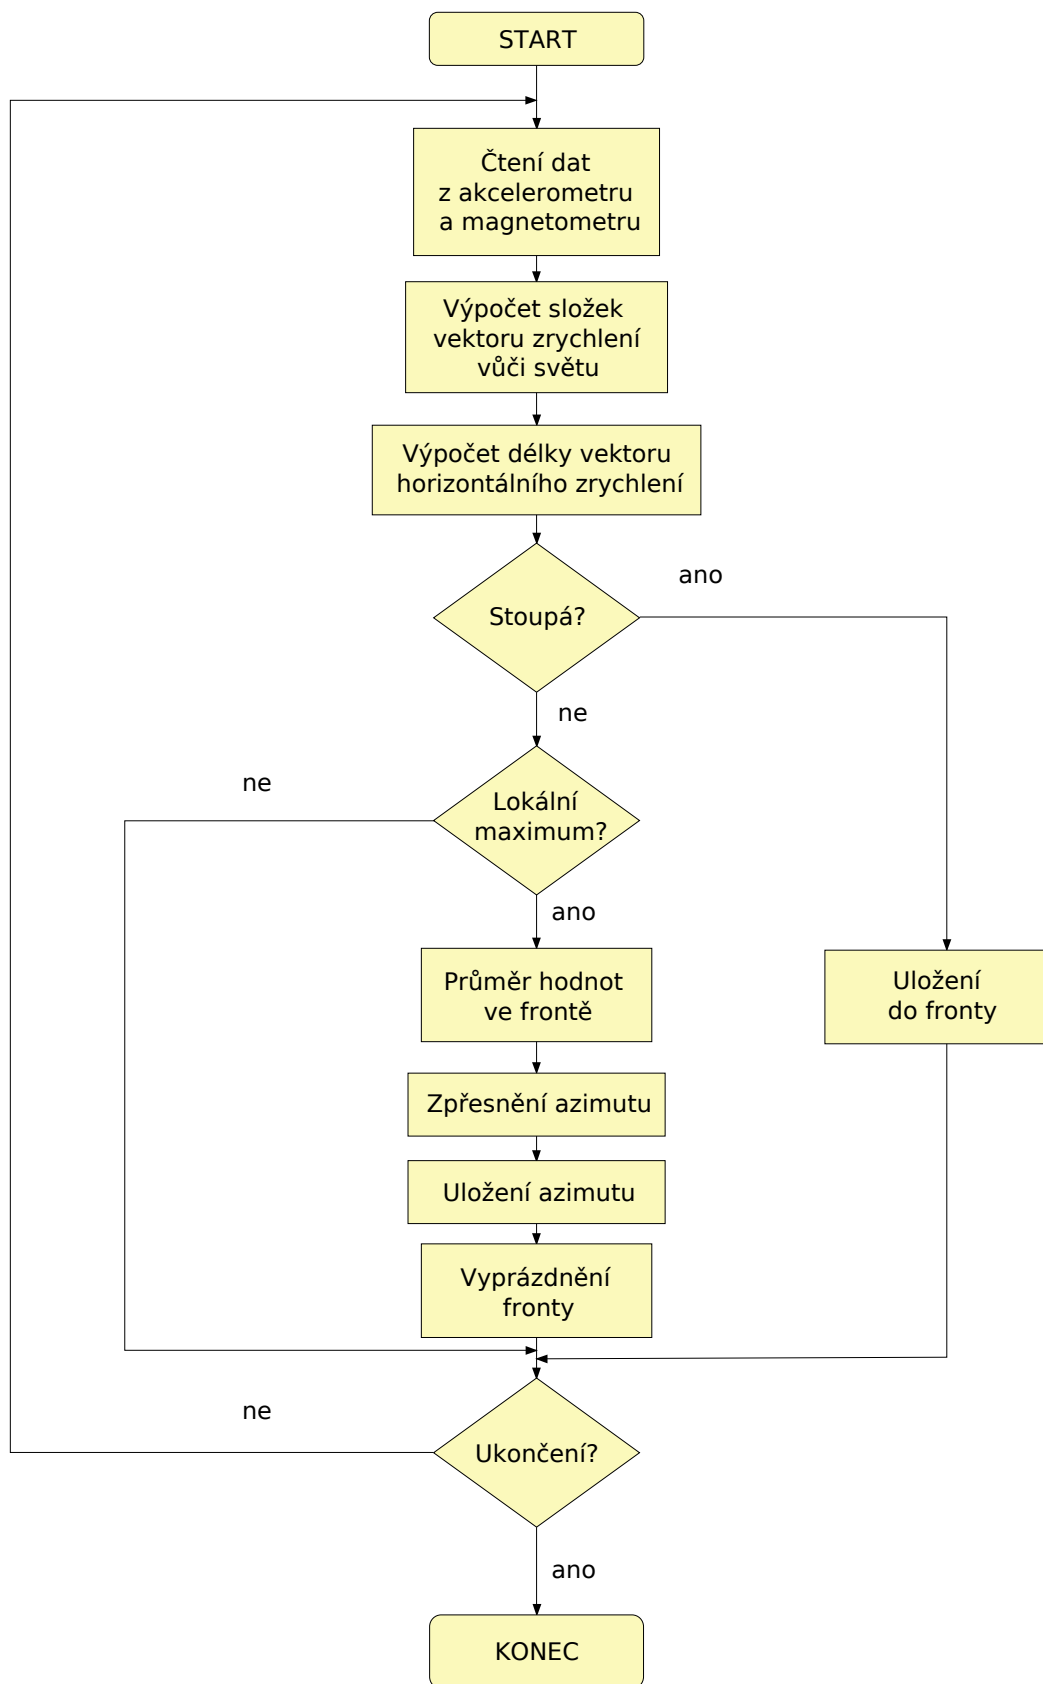 START
Čtení dat
z akcelerometru
a magnetometru
Výpočet složek
vektoru zrychlení
vůči světu
Výpočet délky vektoru
horizontálního zrychlení
ano
Stoupá?
ne
ne
Lokální
maximum?
ano
Průměr hodnot
ve frontě
Uložení
do fronty
Zpřesnění azimutu
Uložení azimutu
Vyprázdnění
fronty
ne
Ukončení?
ano
KONEC